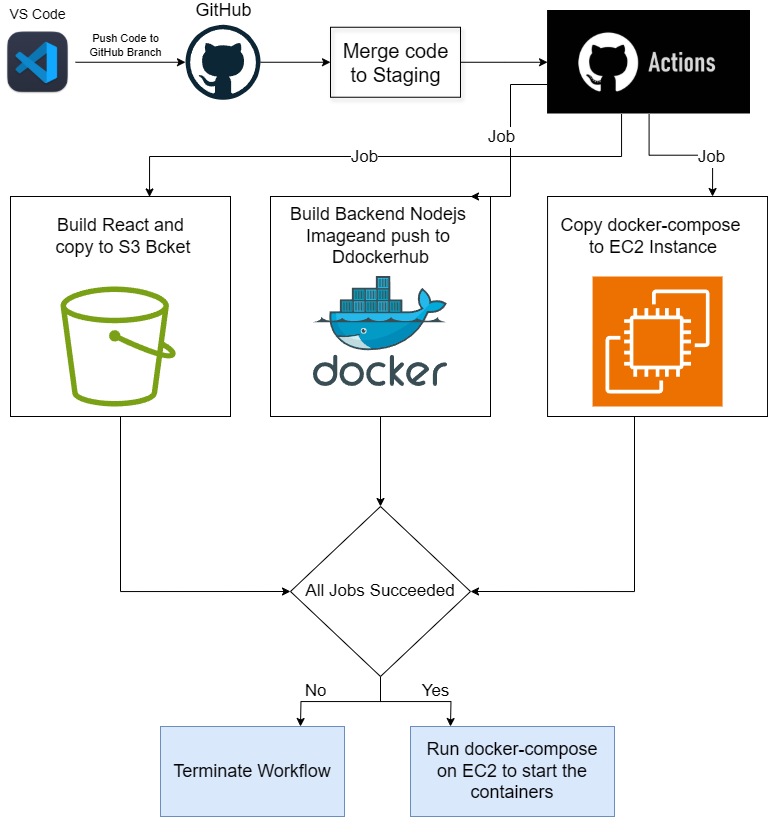 VS Code
GitHub
Push Code to
GitHub Branch
Merge code
to Staging
Actions
Job
Job
Job
Build React and
copy to S3 Bcket
Build Backend Nodejs
Imageand push to
Ddockerhub
docker
Copy docker-compose
to EC2 Instance
All Jobs Succeeded
No
Yes
Terminate Workflow
Run docker-compose
on EC2 to start the
containers